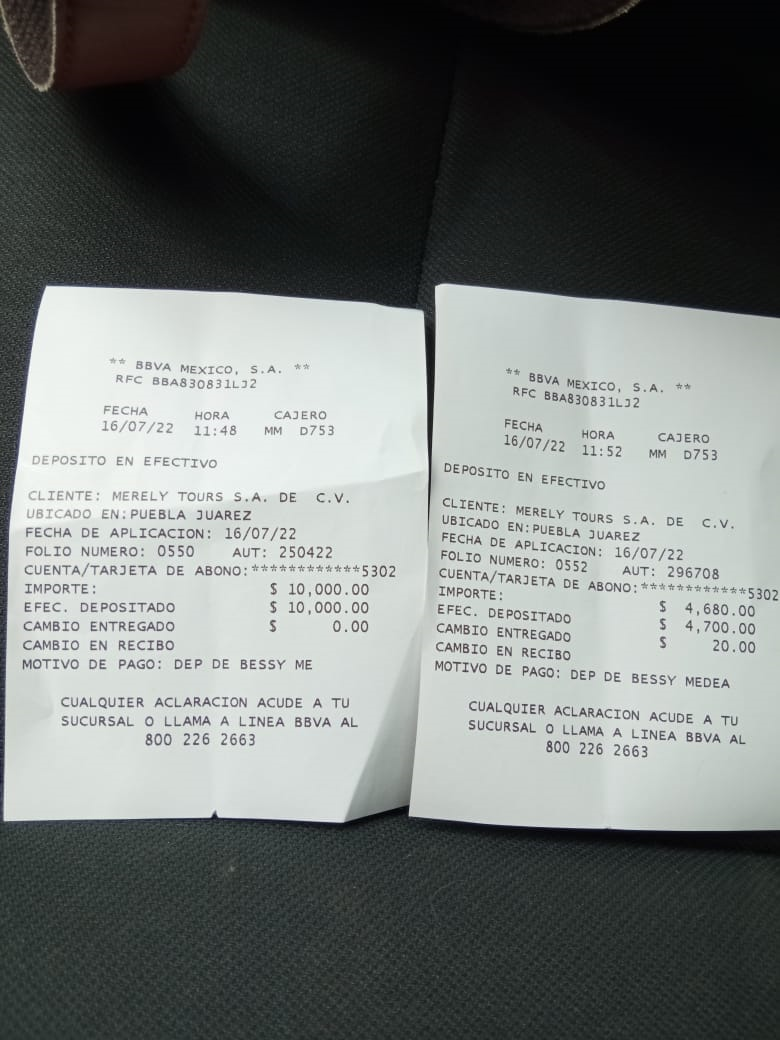 ** BBVA MEXICO, S.A. **
RFC BBA830831LJ2
FECHA HORA CAJERO
16/07/22 11:48 MM D753
DEPOSITO EN EFECTIVO
CLIENTE: MERELY TOURS S.A. DE C.V.
UBICADO EN:PUEBLA JUAREZ
FECHA DE APLICACION: 16/07/22
FOLIO NUMERO: 0550 AUT: 250422
CUENTA/TARJETA DE ABONO:************5302
IMPORTE: $ 10,000.00
EFEC. DEPOSITADO $ 10,000.00
CAMBIO ENTREGADO $ 0.00
CAMBIO EN RECIBO
MOTIVO DE PAGO: DEP DE BESSY ME
CUALQUIER ACLARACION ACUDE A TU
SUCURSAL O LLAMA A LINEA BBVA AL
800 226 2663
** BBVA MEXICO, S.A. **
RFC BBA830831LJ2
FECHA HORA CAJERO
16/07/22 11:52 MM D753
DEPOSITO EN EFECTIVO
CLIENTE: MERELY TOURS S.A. DE C.V.
UBICADO EN:PUEBLA JUAREZ
FECHA DE APLICACION: 16/07/22
FOLIO NUMERO: 0552 AUT: 296708
CUENTA/TARJETA DE ABONO:************5302
IMPORTE: $ 4,680.00
EFEC. DEPOSITADO $ 4,700.00
CAMBIO ENTREGADO $ 20.00
CAMBIO EN RECIBO
MOTIVO DE PAGO: DEP DE BESSY MEDEA
CUALQUIER ACLARACION ACUDE A TU
SUCURSAL O LLAMA A LINEA BBVA AL
800 226 2663